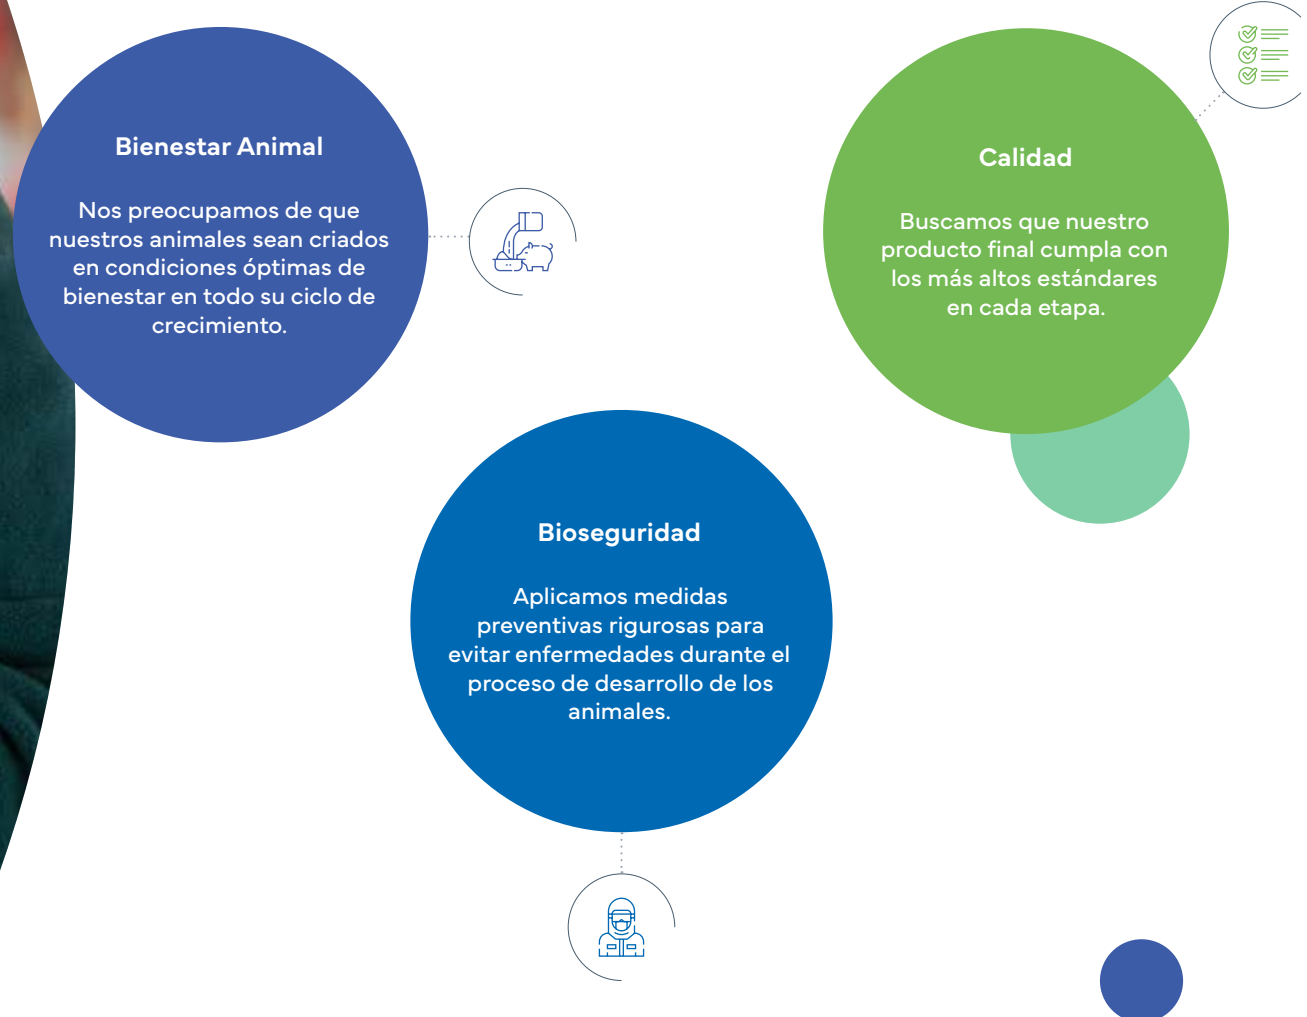 Bienestar Animal
Nos preocupamos de que
nuestros animales sean criados
en condiciones óptimas de
bienestar en todo su ciclo de
crecimiento.
Calidad
Buscamos que nuestro
producto final cumpla con
los más altos estándares
en cada etapa.
Bioseguridad
Aplicamos medidas
preventivas rigurosas para
evitar enfermedades durante el
proceso de desarrollo de los
animales.